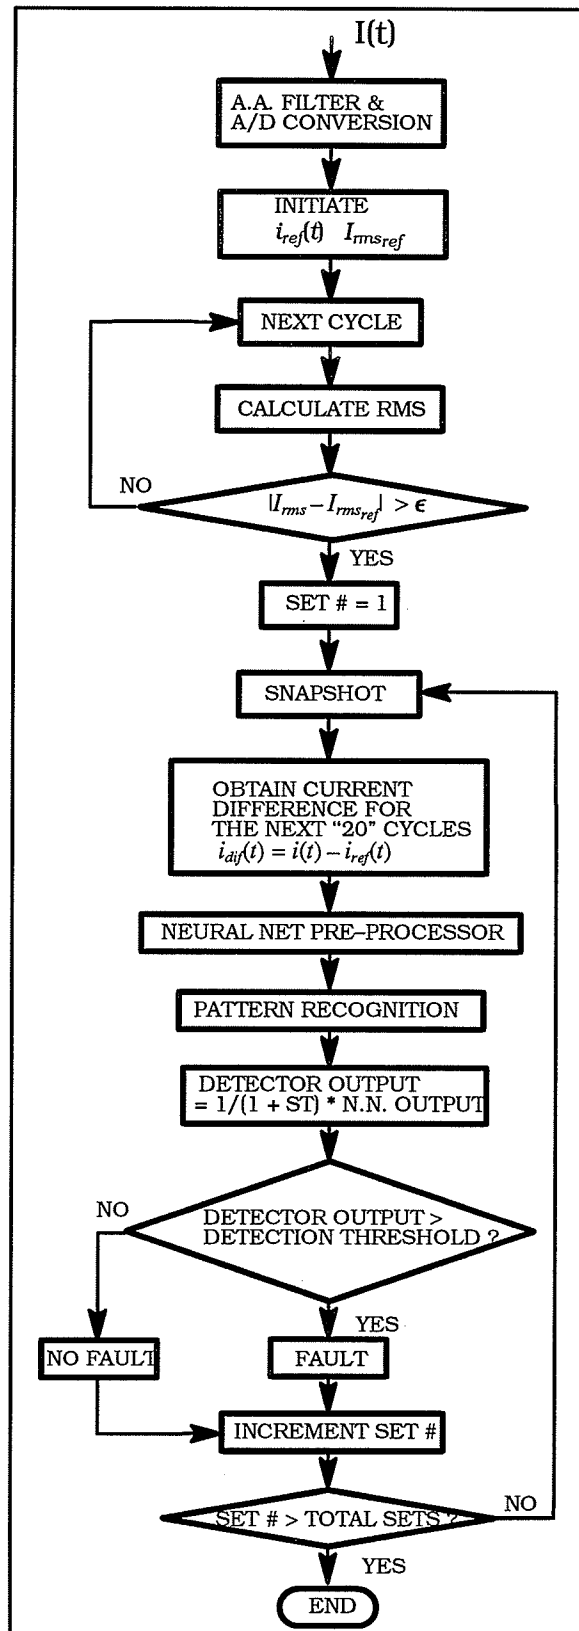 I(t)
A.A. FILTER &
A/D CONVERSION
INITIATE
i_ref(t) I_rms_ref
NEXT CYCLE
CALCULATE RMS
NO
|I_rms – I_rms_ref| > ϵ
YES
SET # = 1
SNAPSHOT
OBTAIN CURRENT
DIFFERENCE FOR
THE NEXT "20" CYCLES
i_dif(t) = i(t) – i_ref(t)
NEURAL NET PRE–PROCESSOR
PATTERN RECOGNITION
DETECTOR OUTPUT
= 1/(1 + ST) * N.N. OUTPUT
NO
DETECTOR OUTPUT >
DETECTION THRESHOLD ?
YES
NO FAULT
FAULT
INCREMENT SET #
SET # > TOTAL SETS ?
NO
YES
END